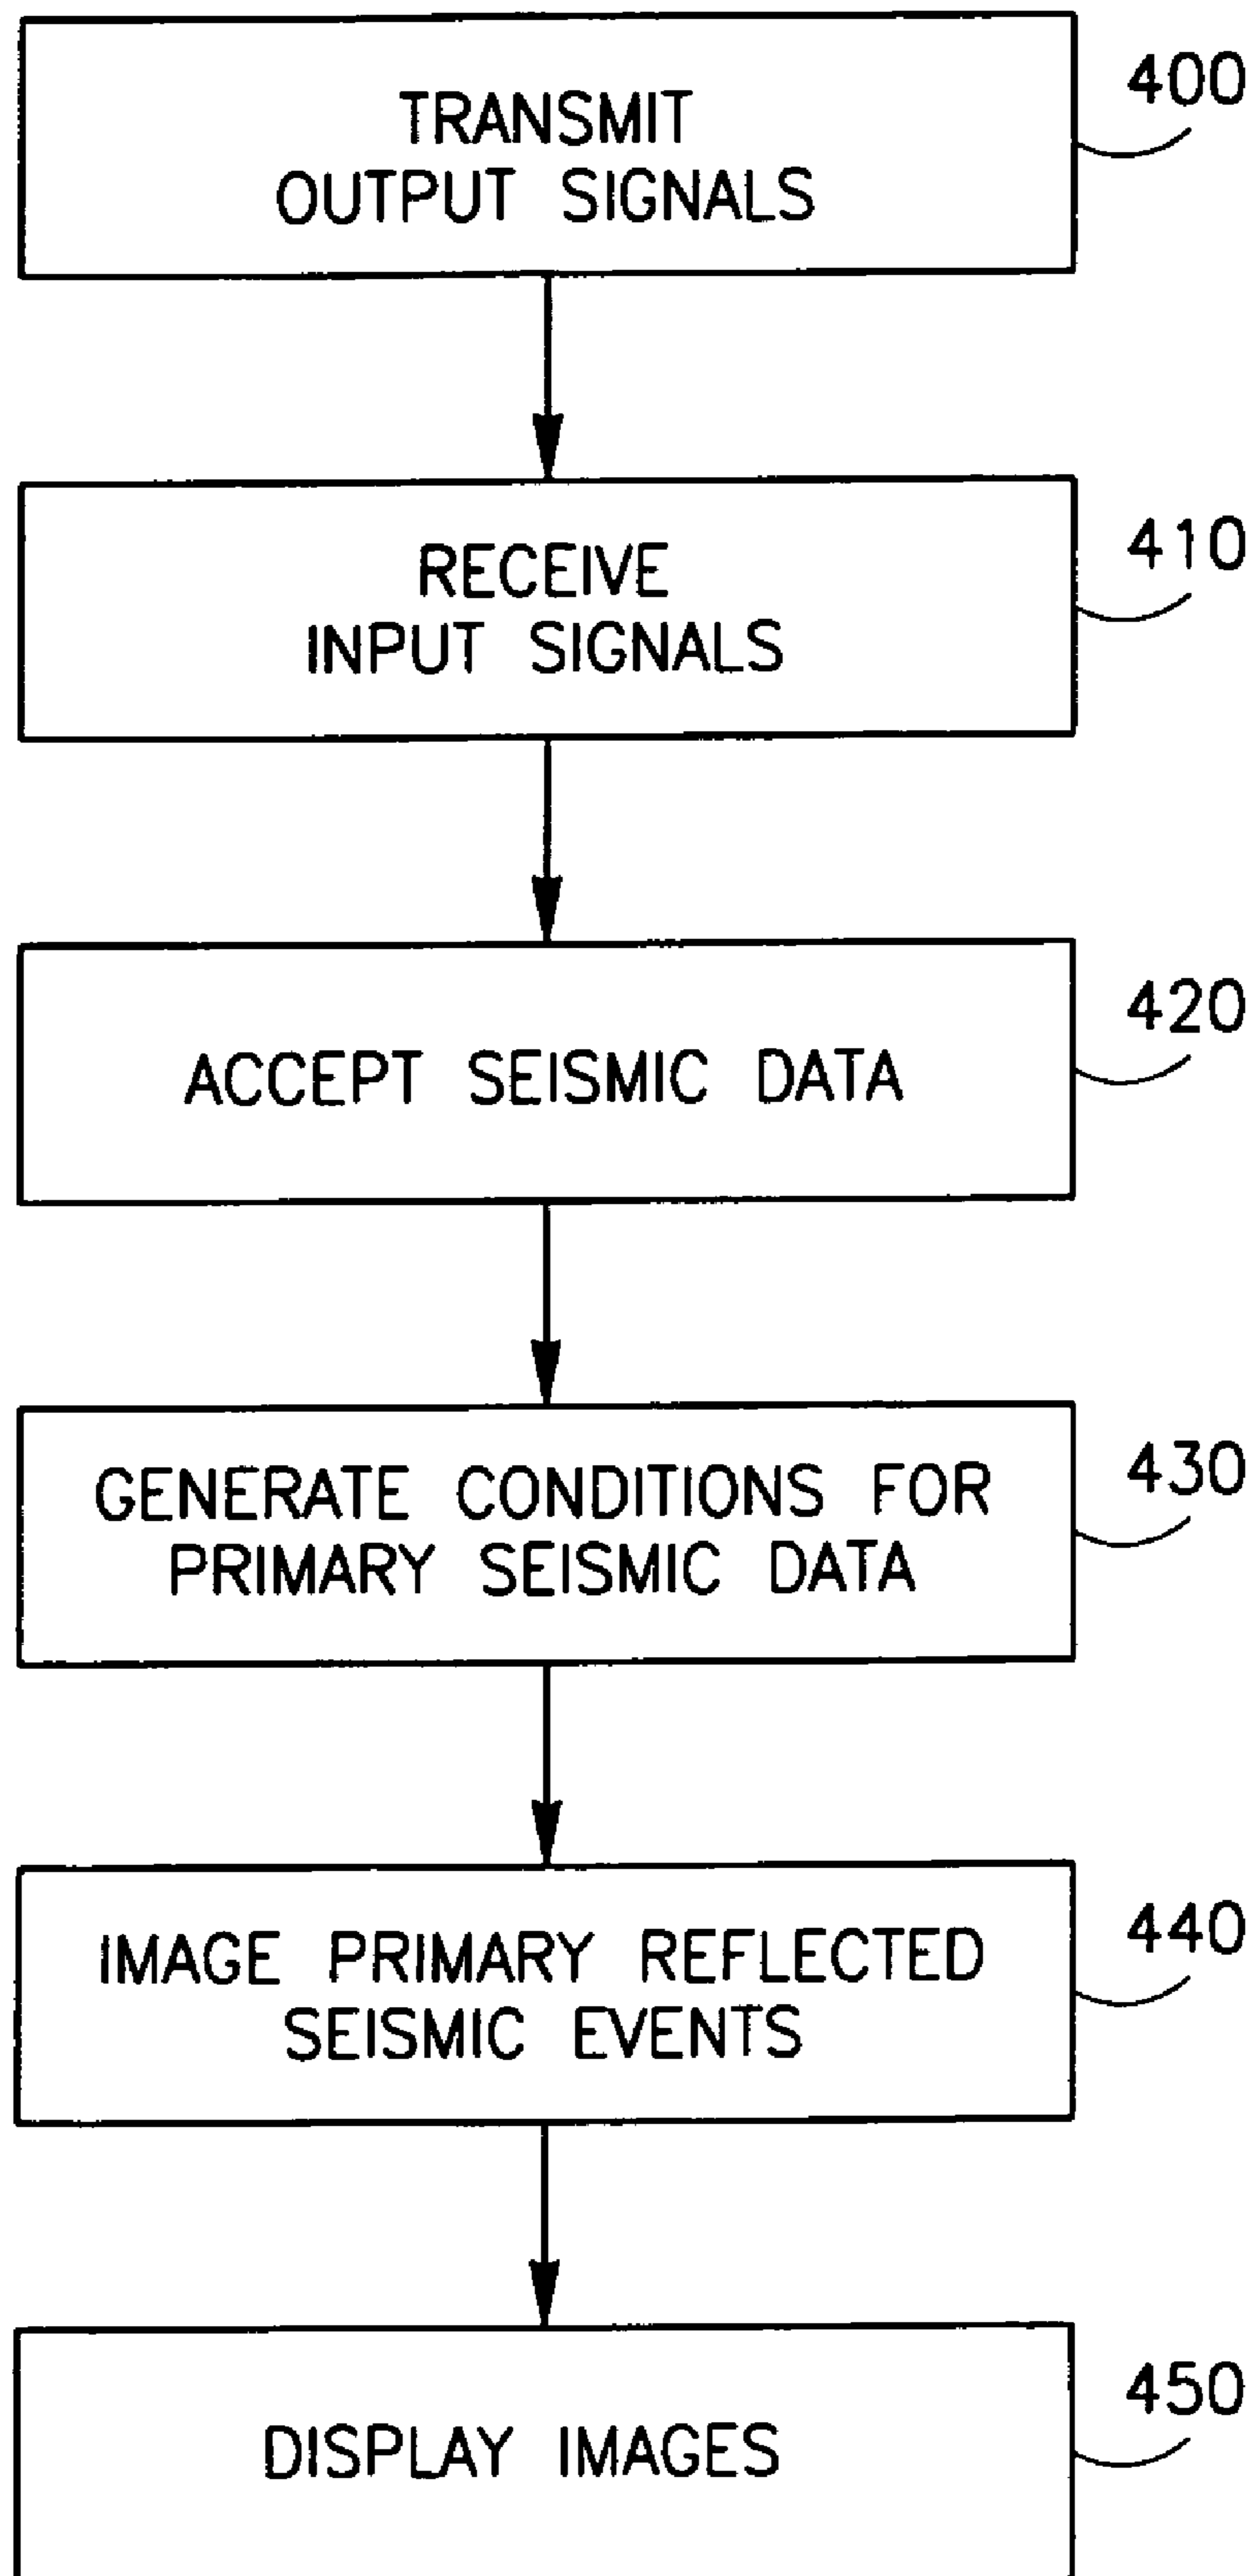 TRANSMIT
OUTPUT SIGNALS
400
RECEIVE
INPUT SIGNALS
410
ACCEPT SEISMIC DATA
420
GENERATE CONDITIONS FOR
PRIMARY SEISMIC DATA
430
IMAGE PRIMARY REFLECTED
SEISMIC EVENTS
440
DISPLAY IMAGES
450